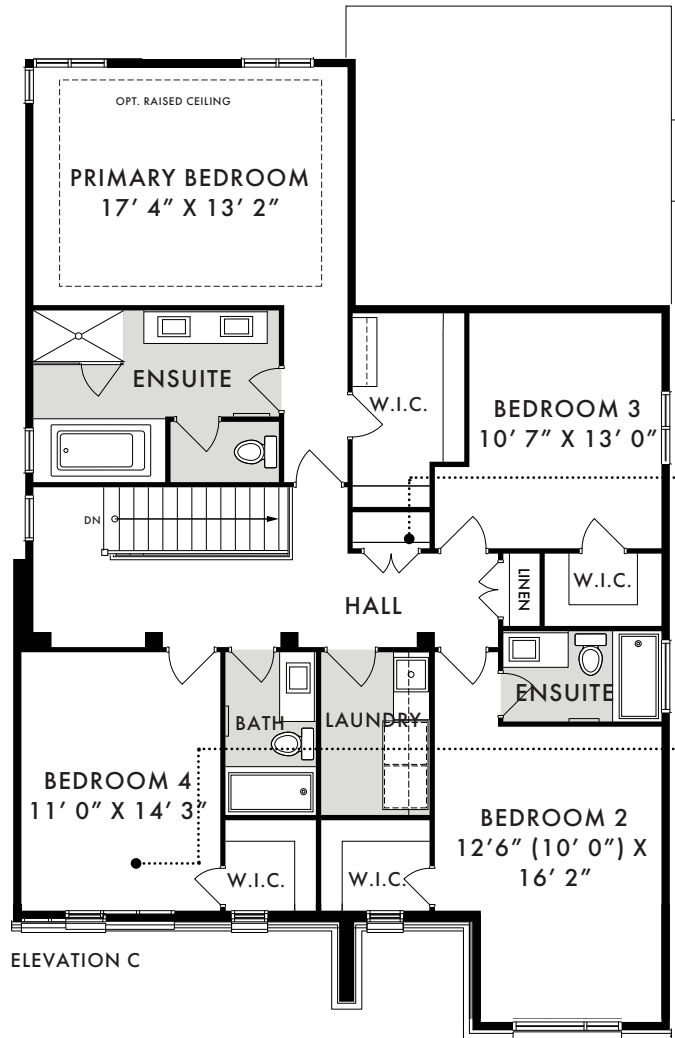 OPT. RAISED CEILING
PRIMARY BEDROOM
17’ 4” X 13’ 2”
ENSUITE
W.I.C.
BEDROOM 3
10’ 7” X 13’ 0”
DN
HALL
LINEN
W.I.C.
ENSUITE
BATH
LAUNDRY
BEDROOM 4
11’ 0” X 14’ 3”
BEDROOM 2
12’6” (10’ 0”) X
16’ 2”
W.I.C.
W.I.C.
ELEVATION C